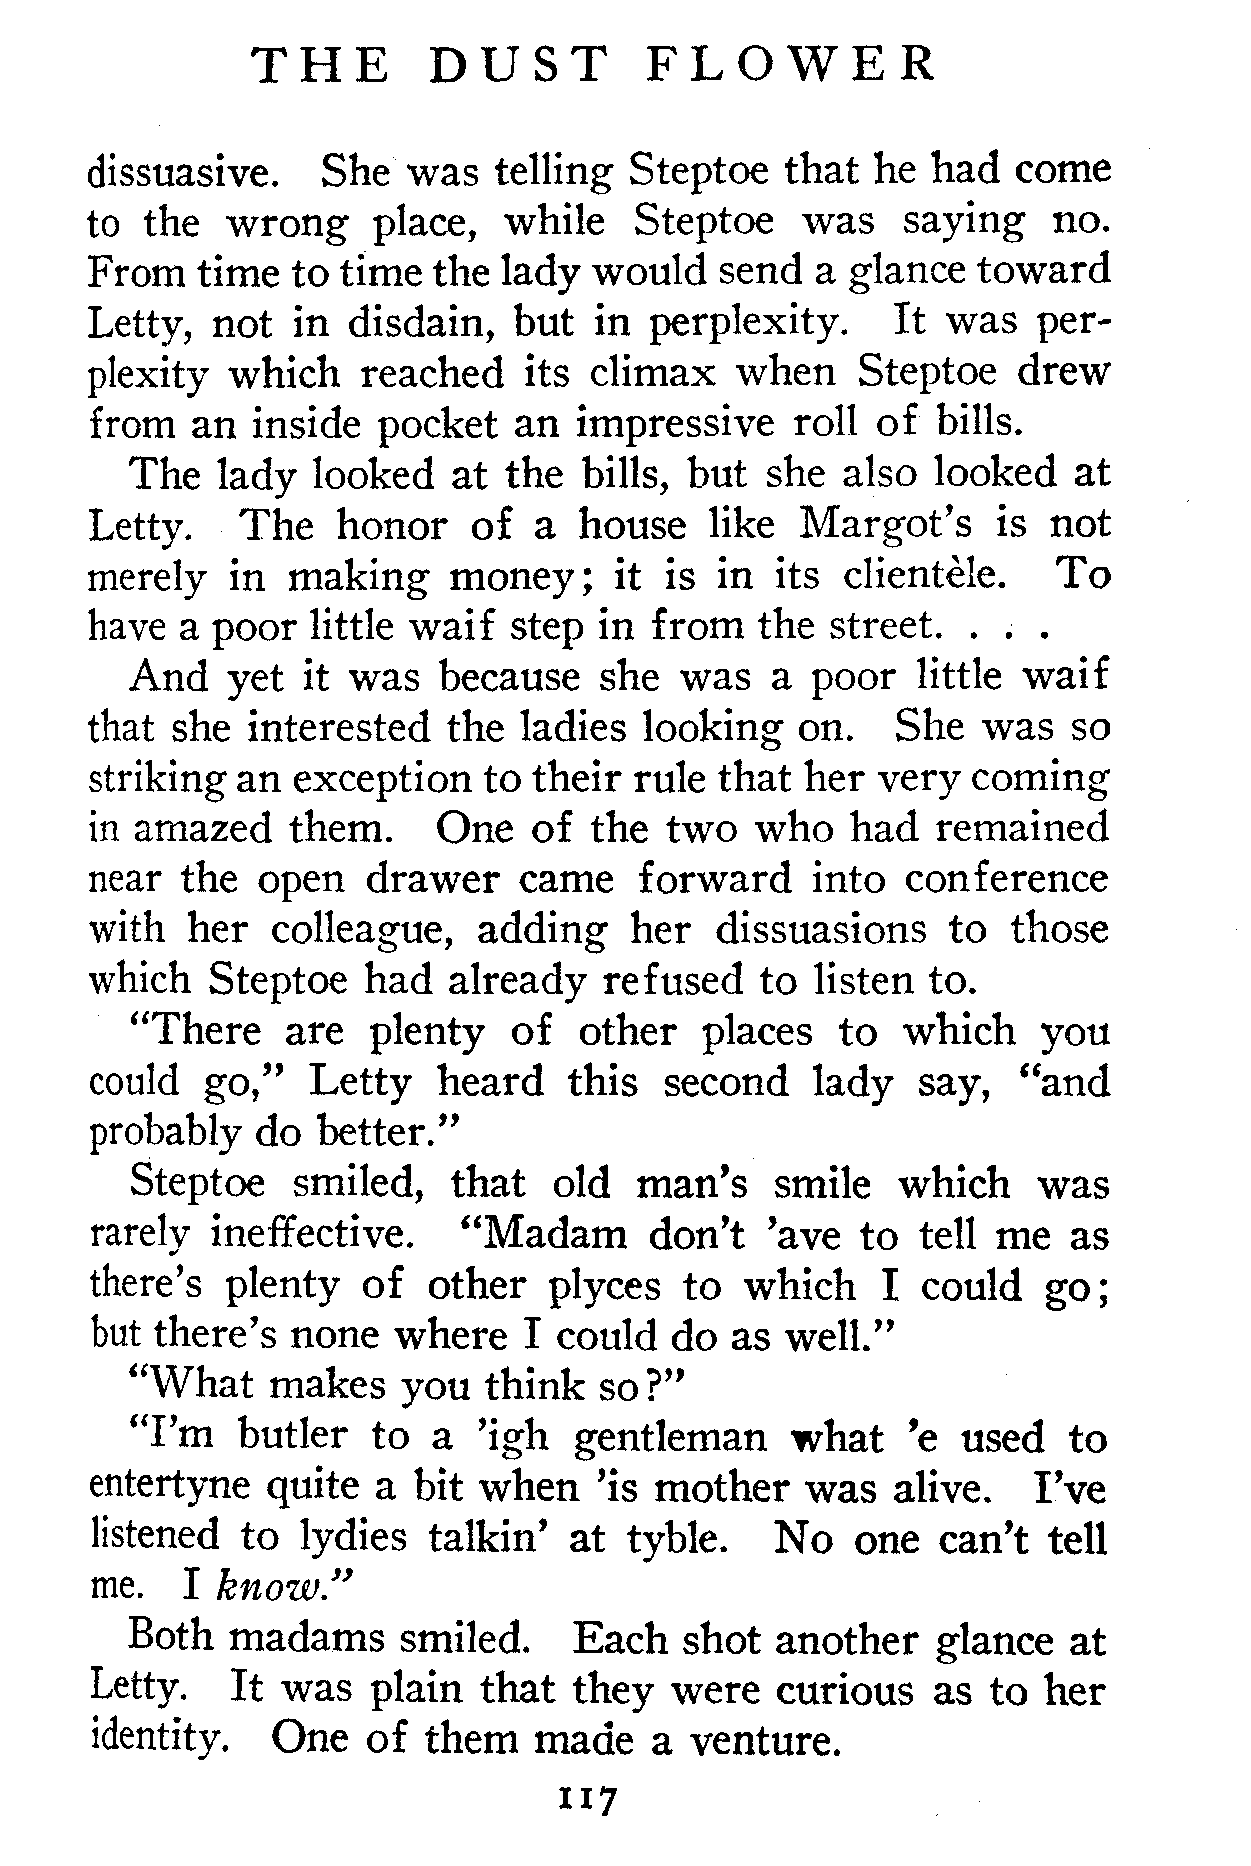 THE DUST FLOWER
dissuasive. She was telling Steptoe that he had come
to the wrong place, while Steptoe was saying no.
From time to time the lady would send a glance toward
Letty, not in disdain, but in perplexity. It was per-
plexity which reached its climax when Steptoe drew
from an inside pocket an impressive roll of bills.
The lady looked at the bills, but she also looked at
Letty. The honor of a house like Margot's is not
merely in making money; it is in its clientèle. To
have a poor little waif step in from the street. . . .
And yet it was because she was a poor little waif
that she interested the ladies looking on. She was so
striking an exception to their rule that her very coming
in amazed them. One of the two who had remained
near the open drawer came forward into conference
with her colleague, adding her dissuasions to those
which Steptoe had already refused to listen to.
“There are plenty of other places to which you
could go,” Letty heard this second lady say, “and
probably do better.”
Steptoe smiled, that old man's smile which was
rarely ineffective. “Madam don't 'ave to tell me as
there's plenty of other plyces to which I could go;
but there's none where I could do as well.”
“What makes you think so?”
“I'm butler to a 'igh gentleman what 'e used to
entertyne quite a bit when 'is mother was alive. I've
listened to lydies talkin' at tyble. No one can't tell
me. I know.”
Both madams smiled. Each shot another glance at
Letty. It was plain that they were curious as to her
identity. One of them made a venture.
117